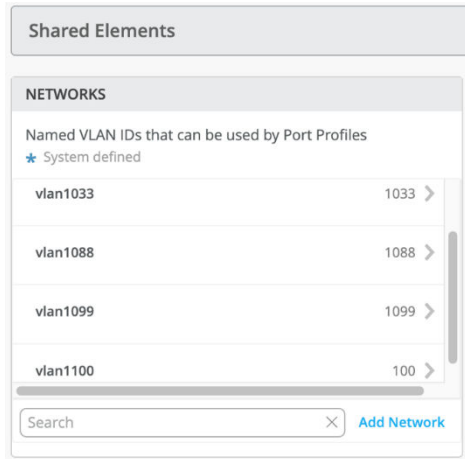 Shared Elements
NETWORKS
Named VLAN IDs that can be used by Port Profiles
* System defined
vlan1033 1033 >
vlan1088 1088 >
vlan1099 1099 >
vlan1100 100 >
Search × Add Network